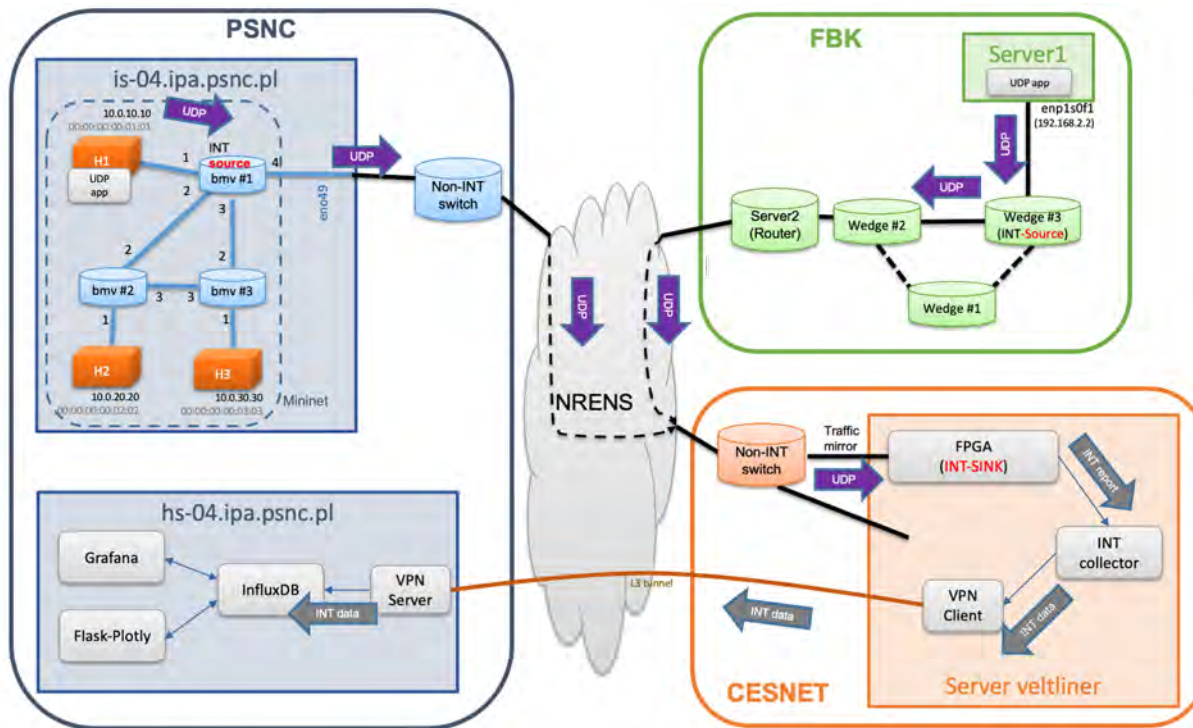 PSNC
is-04.ipa.psnc.pl
10.0.10.10
00:00:00:00:01:01
UDP
INT
source
H1
UDP
app
1
bmv #1
4
2
3
eno49
UDP
Non-INT
switch
2
2
bmv #2
3
3
bmv #3
1
1
H2
H3
10.0.20.20
00:00:00:00:02:02
10.0.30.30
00:00:00:00:03:03
Mininet
hs-04.ipa.psnc.pl
Grafana
InfluxDB
VPN
Server
INT data
Flask-Plotly
UDP
UDP
NRENS
L3 tunnel
FBK
Server1
UDP app
enp1s0f1
(192.168.2.2)
UDP
UDP
Server2
(Router)
Wedge #2
Wedge #3
(INT-Source)
Wedge #1
Non-INT
switch
Traffic
mirror
UDP
FPGA
(INT-SINK)
INT report
INT
collector
VPN
Client
INT data
INT data
CESNET
Server veltliner